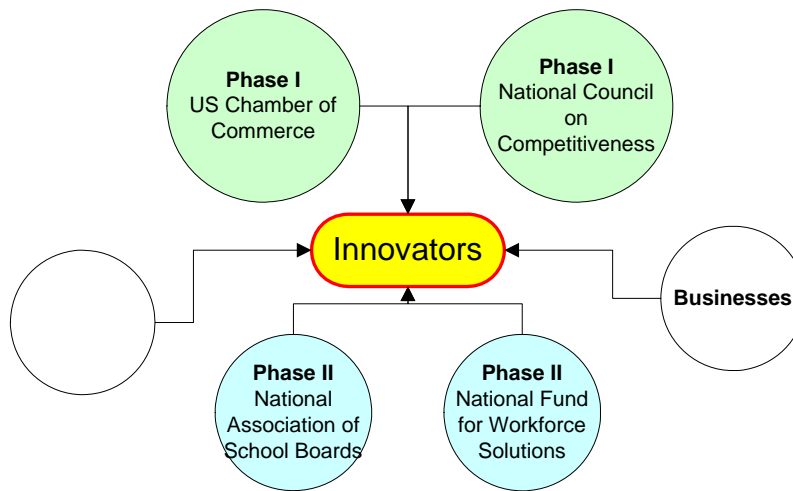 Phase I
US Chamber of
Commerce
Phase I
National Council
on
Competitiveness
Innovators
Businesses
Phase II
National
Association of
School Boards
Phase II
National Fund
for Workforce
Solutions